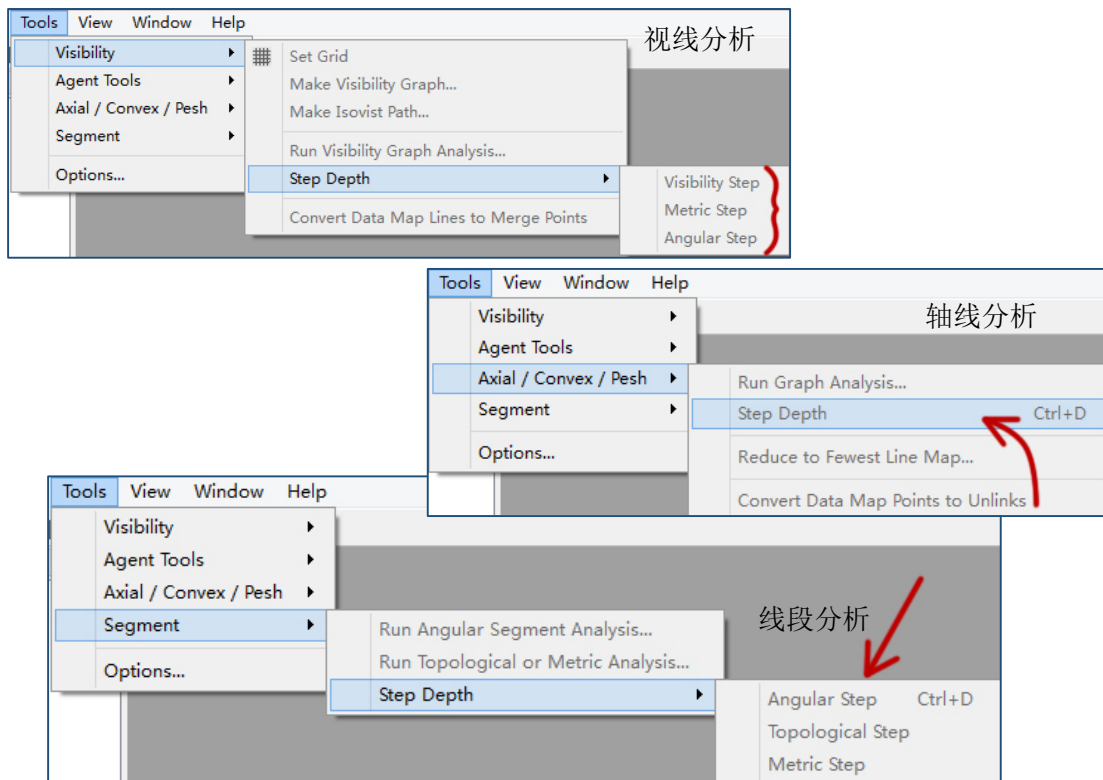 Tools View Window Help
视线分析
Visibility
Agent Tools
Axial / Convex / Pesh
Segment
Options...
Set Grid
Make Visibility Graph...
Make Isovist Path...
Run Visibility Graph Analysis...
Step Depth
Convert Data Map Lines to Merge Points
Visibility Step
Metric Step
Angular Step
Tools View Window Help
轴线分析
Visibility
Agent Tools
Axial / Convex / Pesh
Segment
Options...
Run Graph Analysis...
Step Depth Ctrl+D
Reduce to Fewest Line Map...
Convert Data Map Points to Unlinks
Tools View Window Help
线段分析
Visibility
Agent Tools
Axial / Convex / Pesh
Segment
Options...
Run Angular Segment Analysis...
Run Topological or Metric Analysis...
Step Depth
Angular Step Ctrl+D
Topological Step
Metric Step